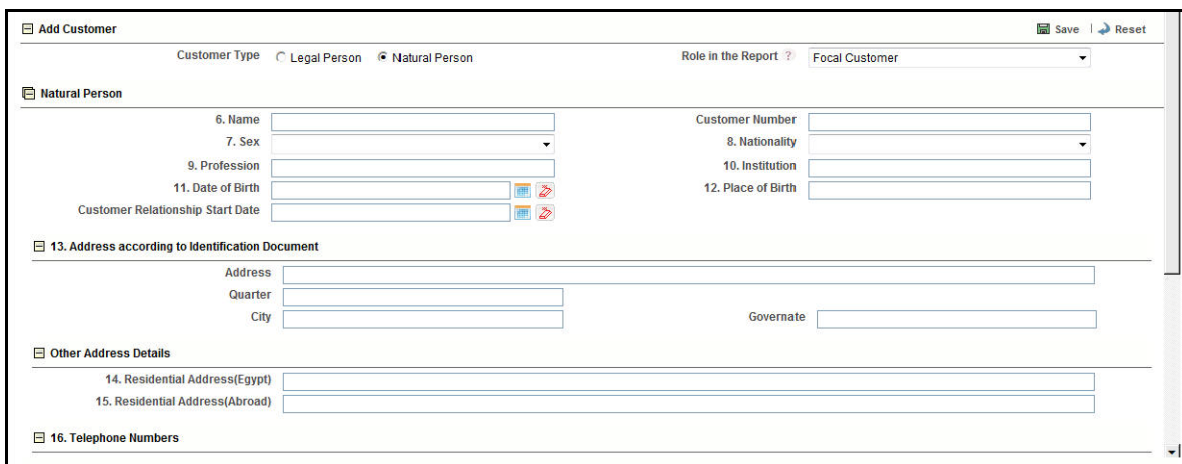 Add Customer Save | Reset
Customer Type Legal Person Natural Person Role in the Report ? Focal Customer
Natural Person
6. Name Customer Number
7. Sex 8. Nationality
9. Profession 10. Institution
11. Date of Birth 12. Place of Birth
Customer Relationship Start Date
13. Address according to Identification Document
Address
Quarter
City Governate
Other Address Details
14. Residential Address(Egypt)
15. Residential Address(Abroad)
16. Telephone Numbers